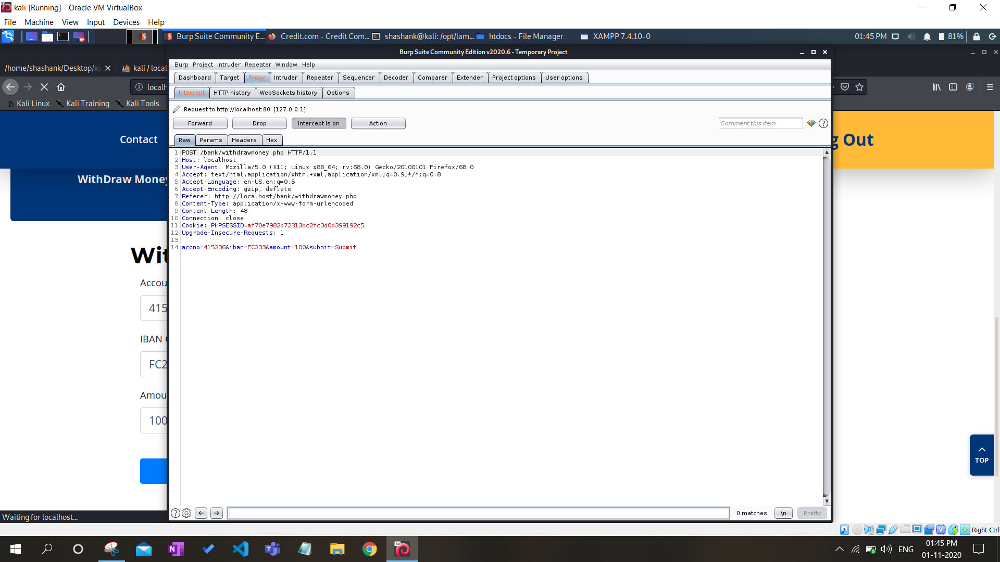 kali [Running] - Oracle VM VirtualBox
File Machine View Input Devices Help
Burp Suite Community E... Credit.com - Credit Com... shashank@kali: /opt/lam... htdocs - File Manager XAMPP 7.4.10-0 01:45 PM 81%
Burp Suite Community Edition v2020.6 - Temporary Project
/home/shashank/Desktop/xs kali / local
Burp Project Intruder Repeater Window Help
Dashboard Target Proxy Intruder Repeater Sequencer Decoder Comparer Extender Project options User options
localh
Intercept HTTP history WebSockets history Options
Kali Linux Kali Training Kali Tools
Request to http://localhost:80 [127.0.0.1]
Forward Drop Intercept is on Action Comment this item ?
Contact
g Out
Raw Params Headers Hex
1 POST /bank/withdrawmoney.php HTTP/1.1
2 Host: localhost
3 User-Agent: Mozilla/5.0 (X11; Linux x86_64; rv:68.0) Gecko/20100101 Firefox/68.0
4 Accept: text/html,application/xhtml+xml,application/xml;q=0.9,*/*;q=0.8
5 Accept-Language: en-US,en;q=0.5
6 Accept-Encoding: gzip, deflate
7 Referer: http://localhost/bank/withdrawmoney.php
8 Content-Type: application/x-www-form-urlencoded
9 Content-Length: 48
10 Connection: close
11 Cookie: PHPSESSID=af70e7982b72313bc2fc3d0d399192c5
12 Upgrade-Insecure-Requests: 1
13
14 accno=415236&iban=FC233&amount=100&submit=Submit
WithDraw Money
Wit
Accou
415
IBAN
FC2
Amou
100
TOP
? 0 matches \n Pretty
Waiting for localhost...
Right Ctrl
ENG 01:45 PM
01-11-2020